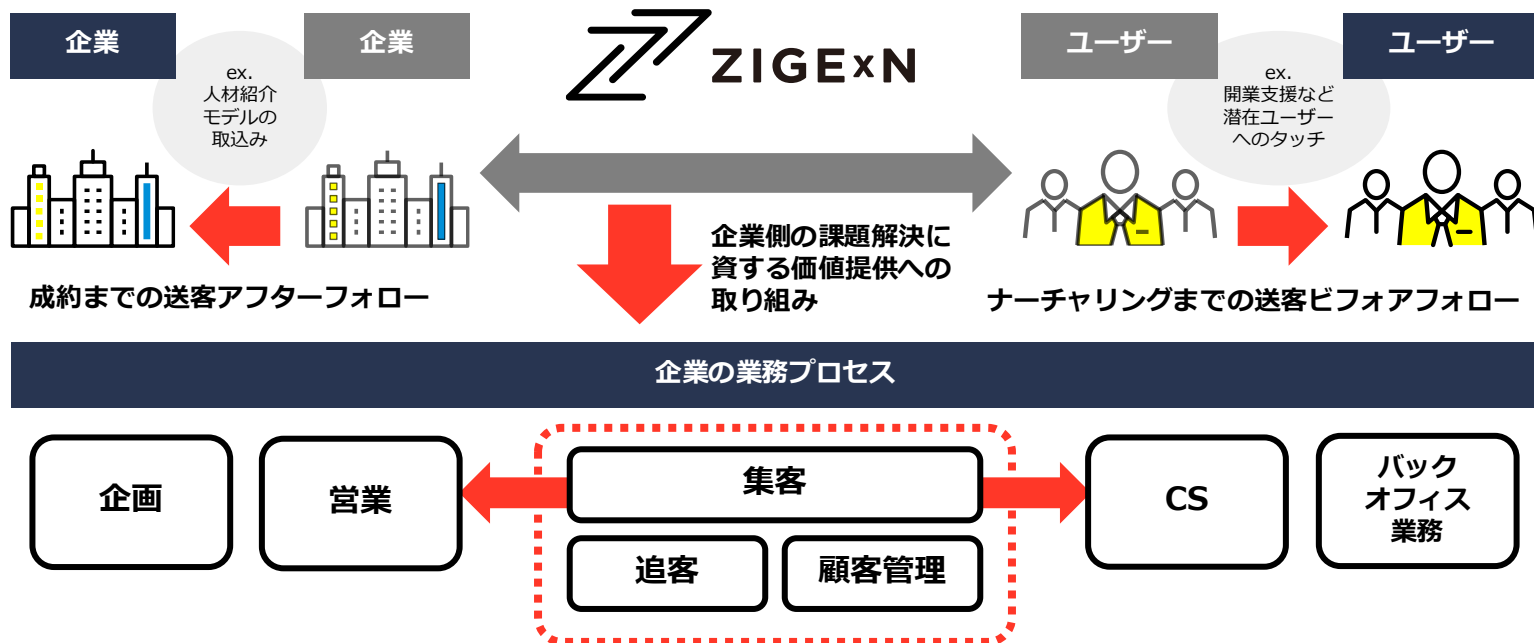 企業
企業
ZIGExN
ユーザー
ユーザー
ex.
人材紹介
モデルの
取込み
ex.
開業支援など
潜在ユーザー
へのタッチ
企業側の課題解決に
資する価値提供への
取り組み
成約までの送客アフターフォロー
ナーチャリングまでの送客ビフォアフォロー
企業の業務プロセス
企画
営業
集客
追客
顧客管理
CS
バック
オフィス
業務